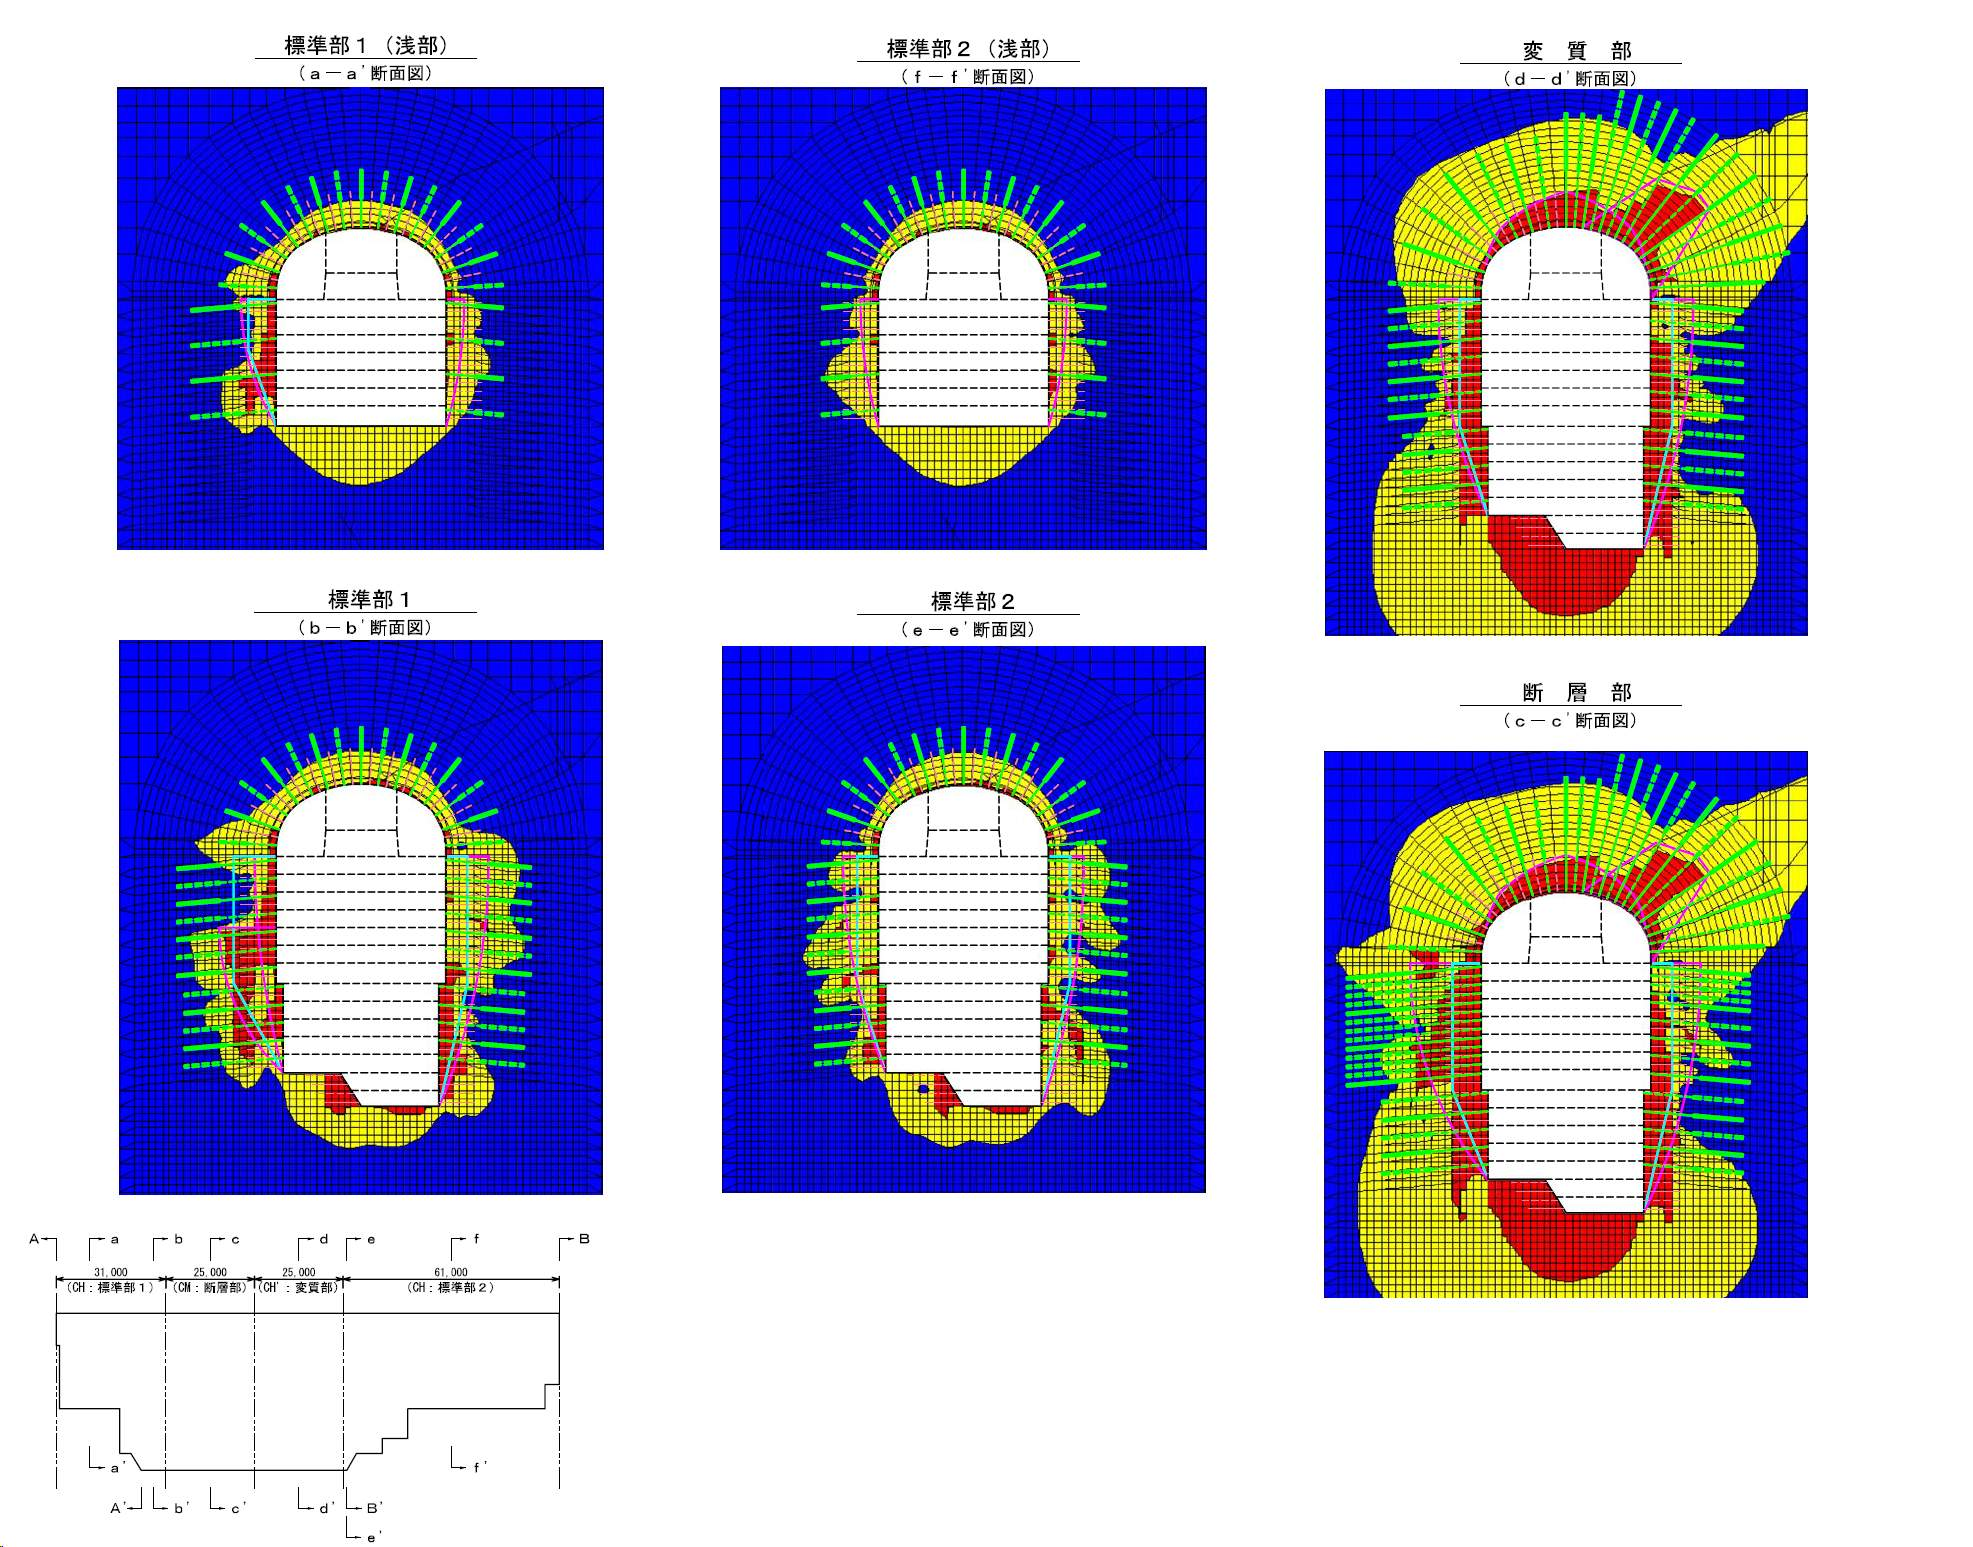 標準部１（浅部）
（ａ－ａ'断面図）
標準部２（浅部）
（ｆ－ｆ'断面図）
変　質　部
（ｄ－ｄ'断面図）
標準部１
（ｂ－ｂ'断面図）
標準部２
（ｅ－ｅ'断面図）
断　層　部
（ｃ－ｃ'断面図）
A a b c d e f B
31,000 25,000 25,000 61,000
（CH：標準部１）（CM：断層部）（CH'：変質部）（CH：標準部２）
a' f'
A' b' c' d' B'
e'